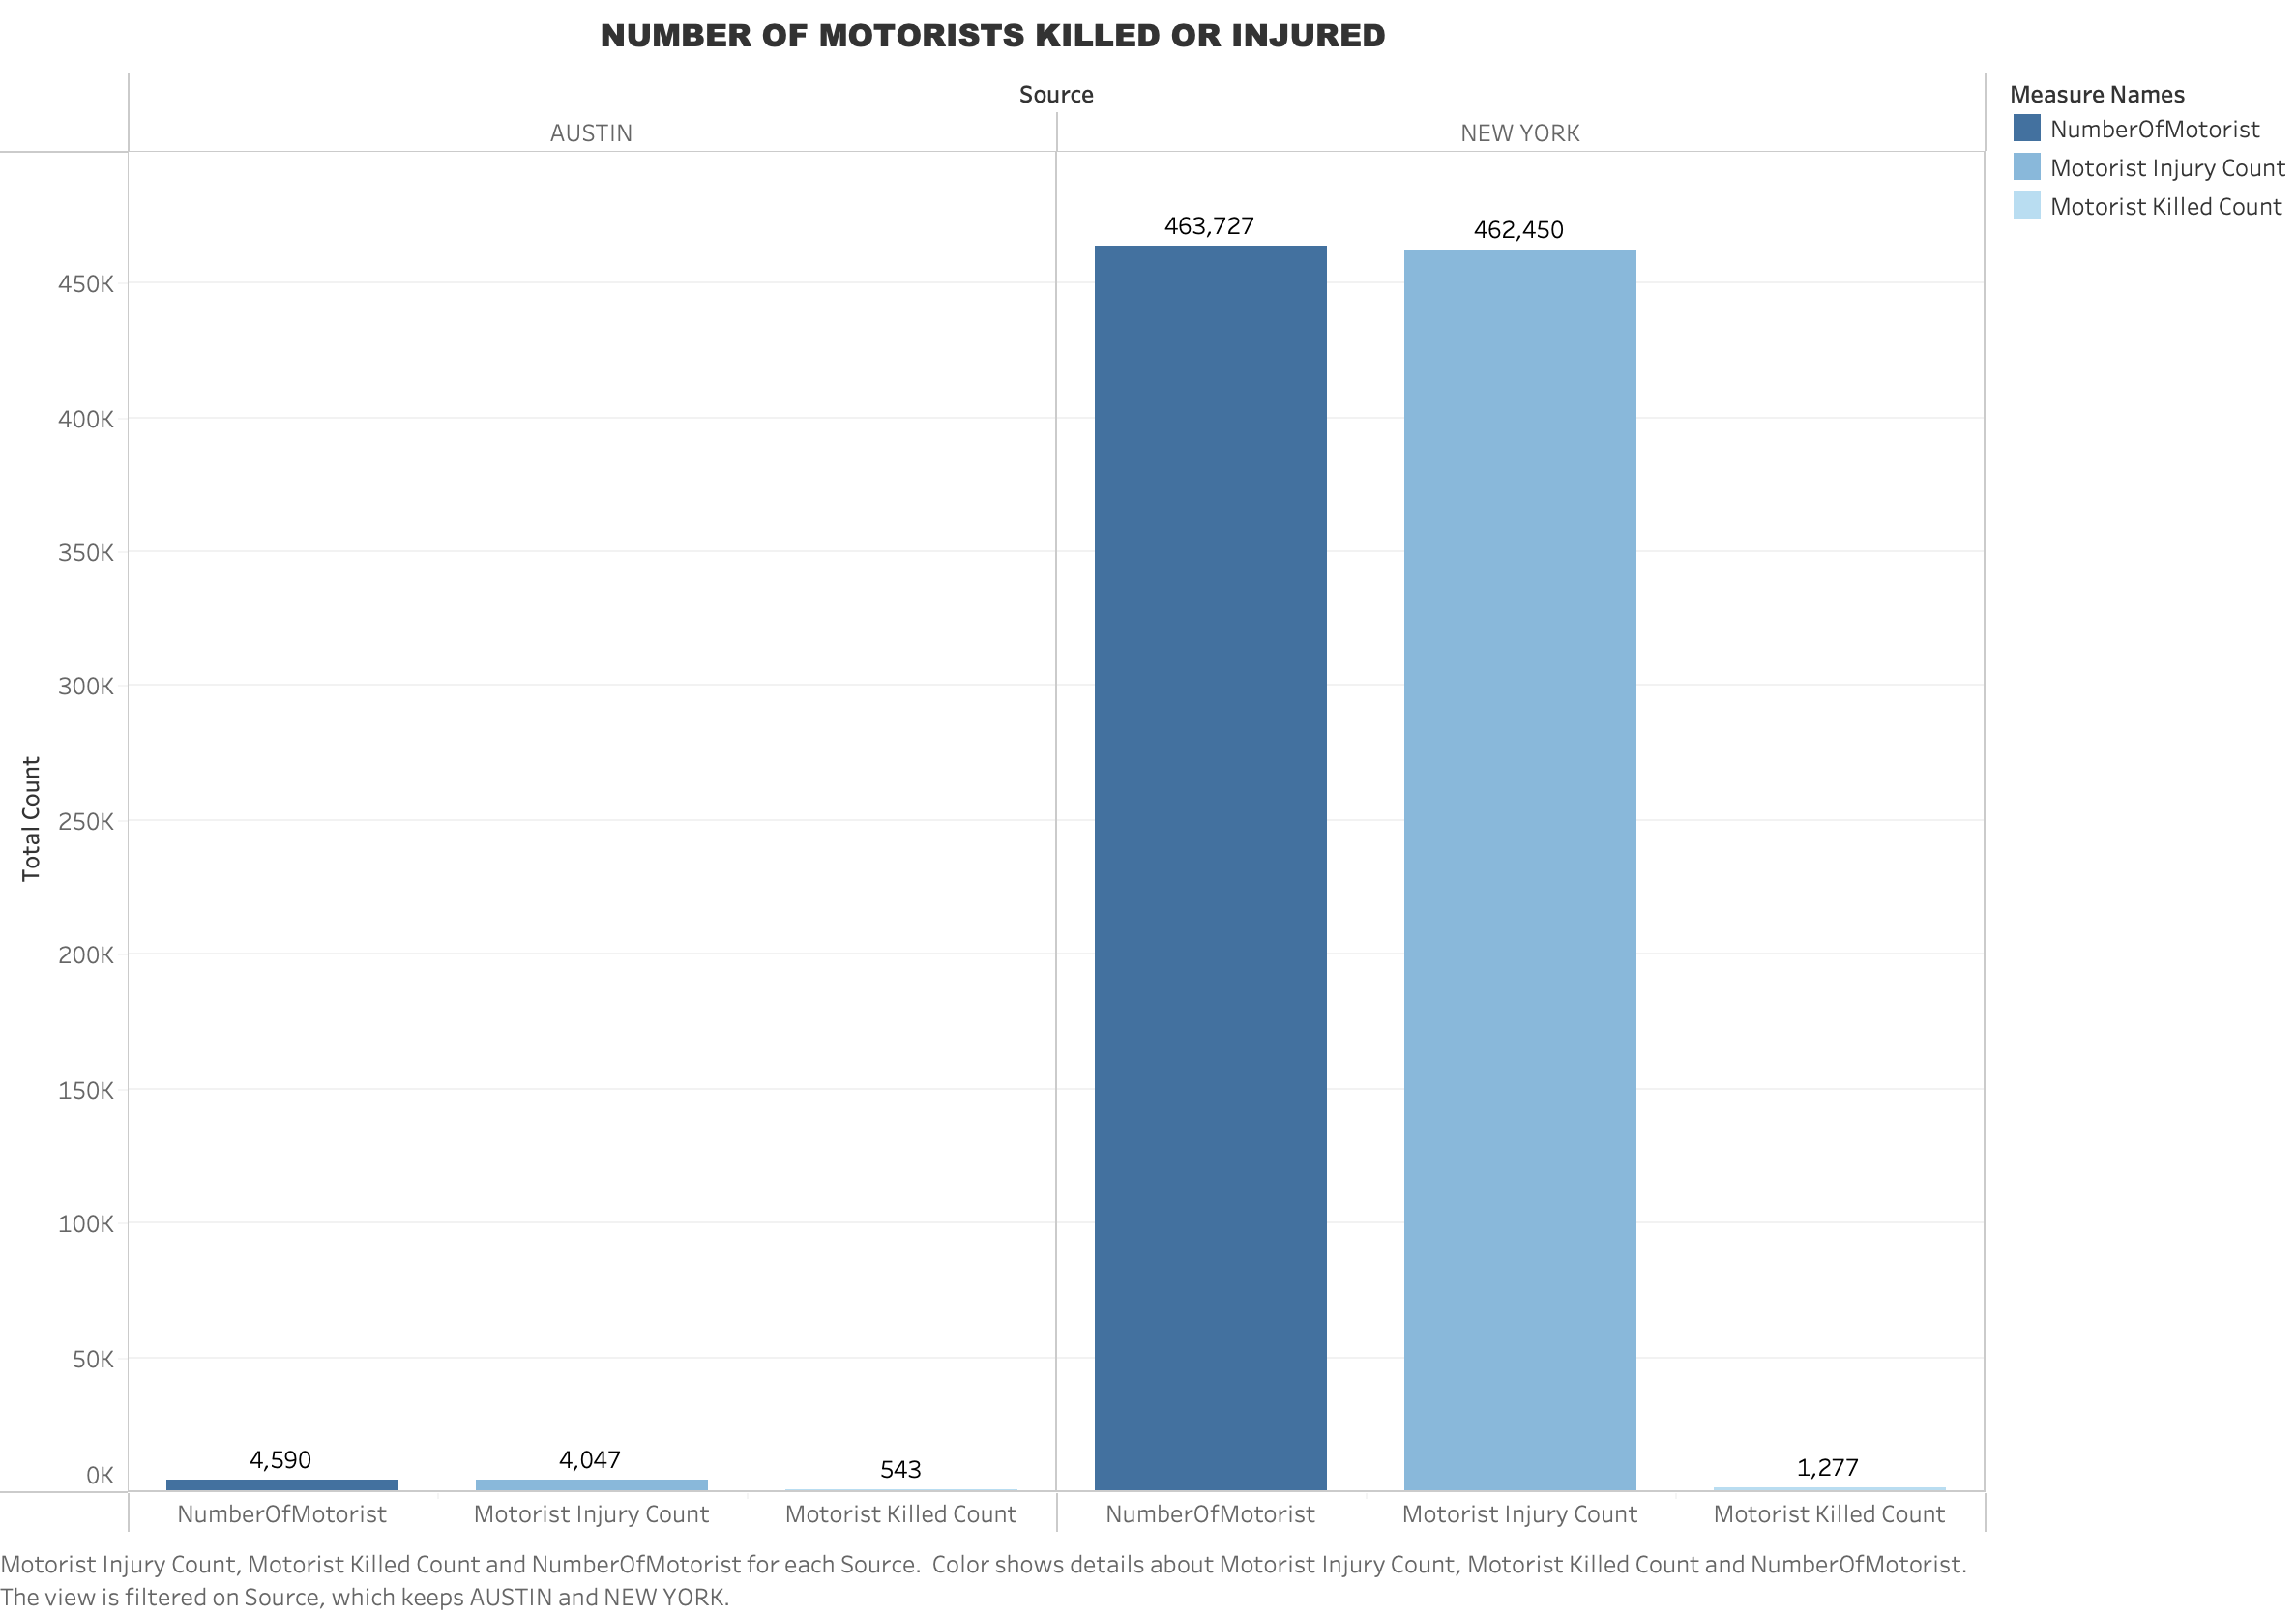 NUMBER OF MOTORISTS KILLED OR INJURED
Source
AUSTIN
NEW YORK
Measure Names
NumberOfMotorist
Motorist Injury Count
Motorist Killed Count
Total Count
450K
400K
350K
300K
250K
200K
150K
100K
50K
0K
4,590
4,047
543
463,727
462,450
1,277
NumberOfMotorist
Motorist Injury Count
Motorist Killed Count
NumberOfMotorist
Motorist Injury Count
Motorist Killed Count
Motorist Injury Count, Motorist Killed Count and NumberOfMotorist for each Source.  Color shows details about Motorist Injury Count, Motorist Killed Count and NumberOfMotorist.
The view is filtered on Source, which keeps AUSTIN and NEW YORK.